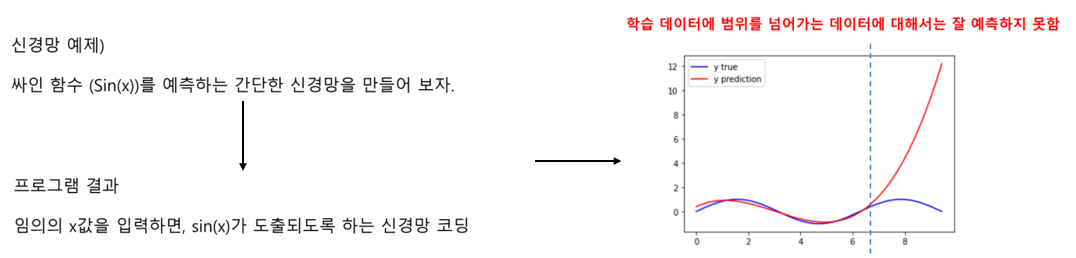 신경망 예제)
싸인 함수 (Sin(x))를 예측하는 간단한 신경망을 만들어 보자.
프로그램 결과
임의의 x값을 입력하면, sin(x)가 도출되도록 하는 신경망 코딩
학습 데이터에 범위를 넘어가는 데이터에 대해서는 잘 예측하지 못함
y true
y prediction
12
10
8
6
4
2
0
0 2 4 6 8